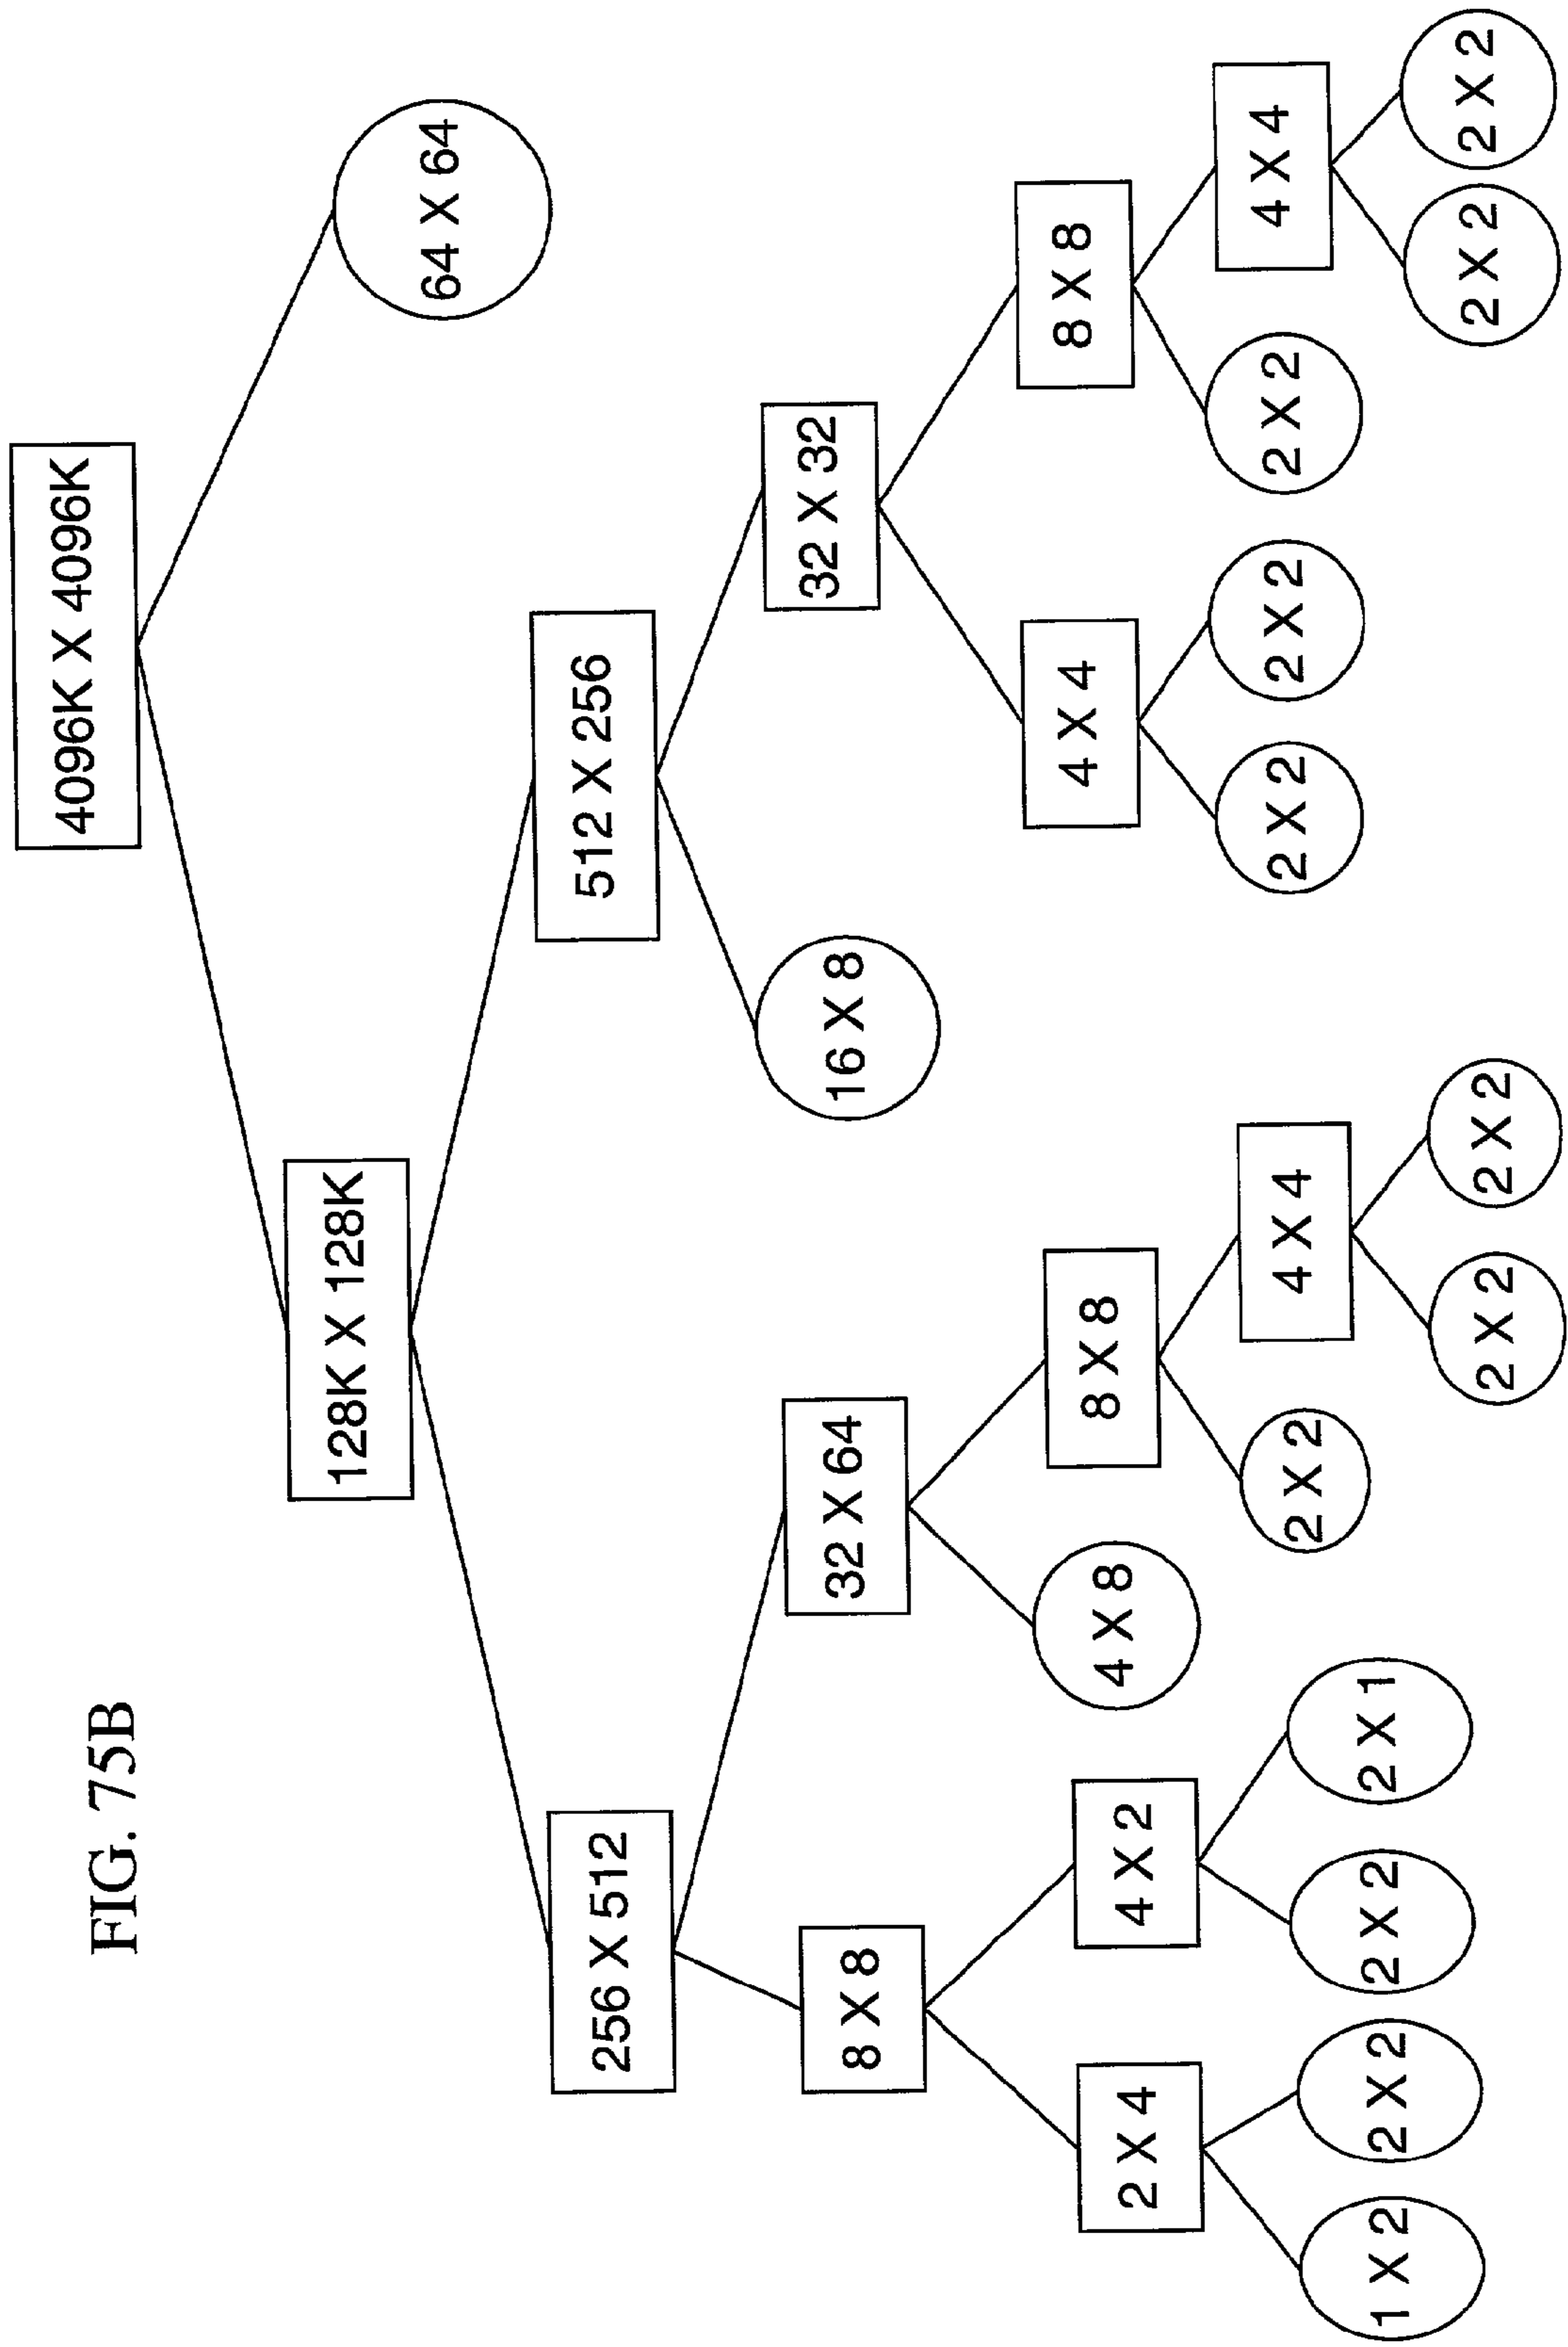 FIG. 75B
4096K X 4096K
128K X 128K
64 X 64
256 X 512
512 X 256
8 X 8
32 X 64
16 X 8
32 X 32
2 X 4
4 X 2
4 X 8
8 X 8
4 X 4
8 X 8
1 X 2
2 X 2
2 X 2
2 X 1
2 X 2
4 X 4
2 X 2
2 X 2
2 X 2
4 X 4
2 X 2
2 X 2
2 X 2
2 X 2